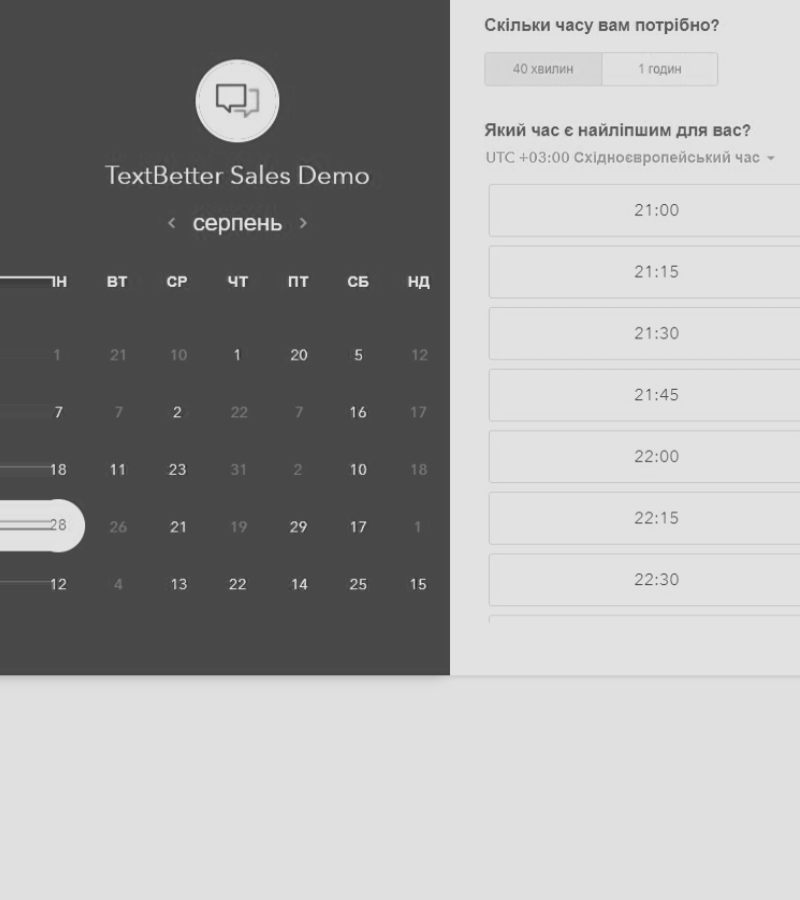 TextBetter Sales Demo
серпень
ПН ВТ СР ЧТ ПТ СБ НД
1 21 10 1 20 5 12
7 7 2 22 7 16 17
18 11 23 31 2 10 18
28 26 21 19 29 17 1
12 4 13 22 14 25 15
Скільки часу вам потрібно?
40 хвилин 1 годин
Який час є найліпшим для вас?
UTC +03:00 Східноєвропейський час
21:00
21:15
21:30
21:45
22:00
22:15
22:30